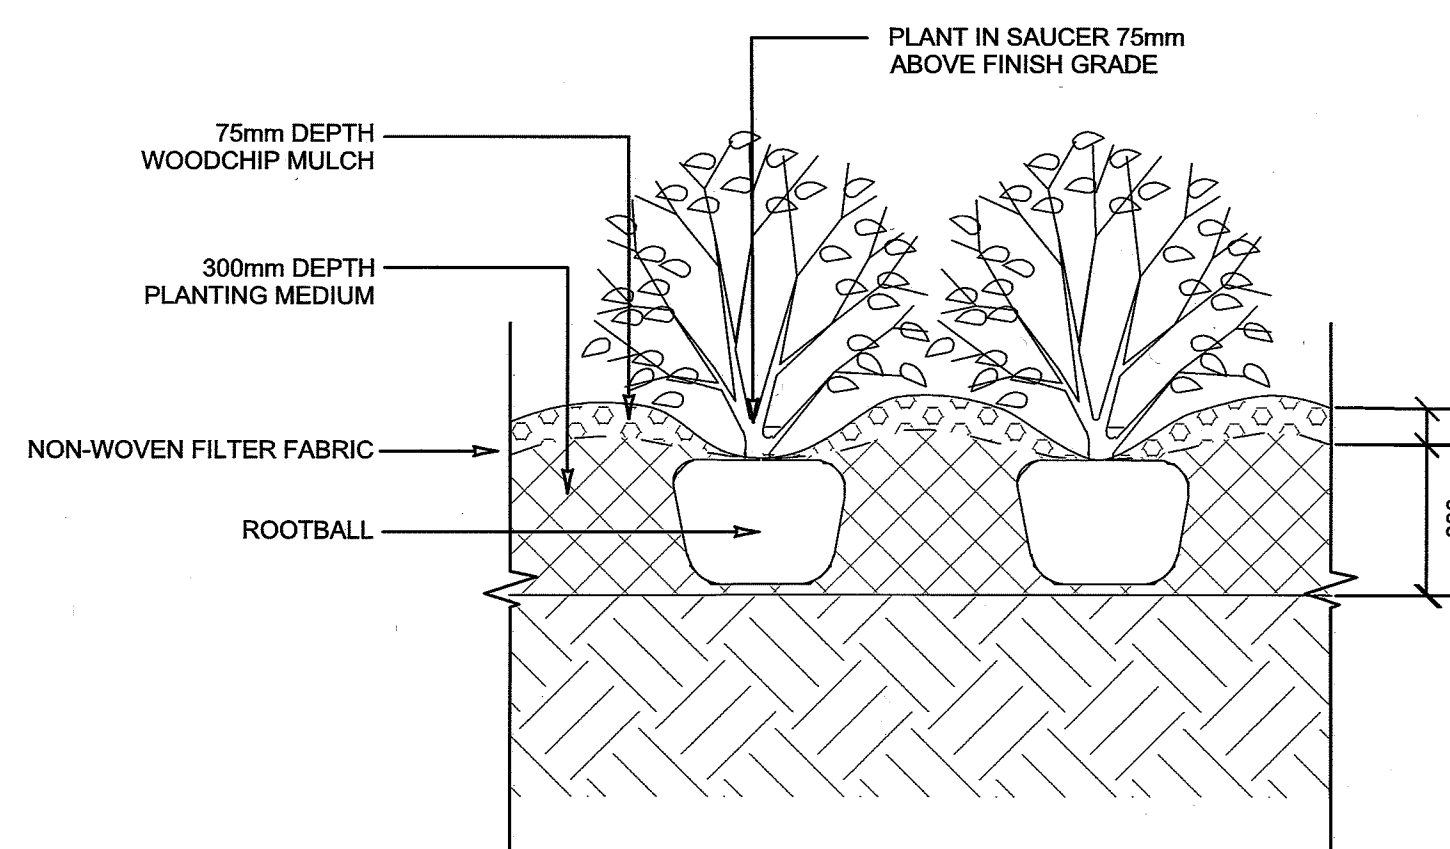 PLANT IN SAUCER 75mm
ABOVE FINISH GRADE
75mm DEPTH
WOODCHIP MULCH
300mm DEPTH
PLANTING MEDIUM
NON-WOVEN FILTER FABRIC
ROOTBALL